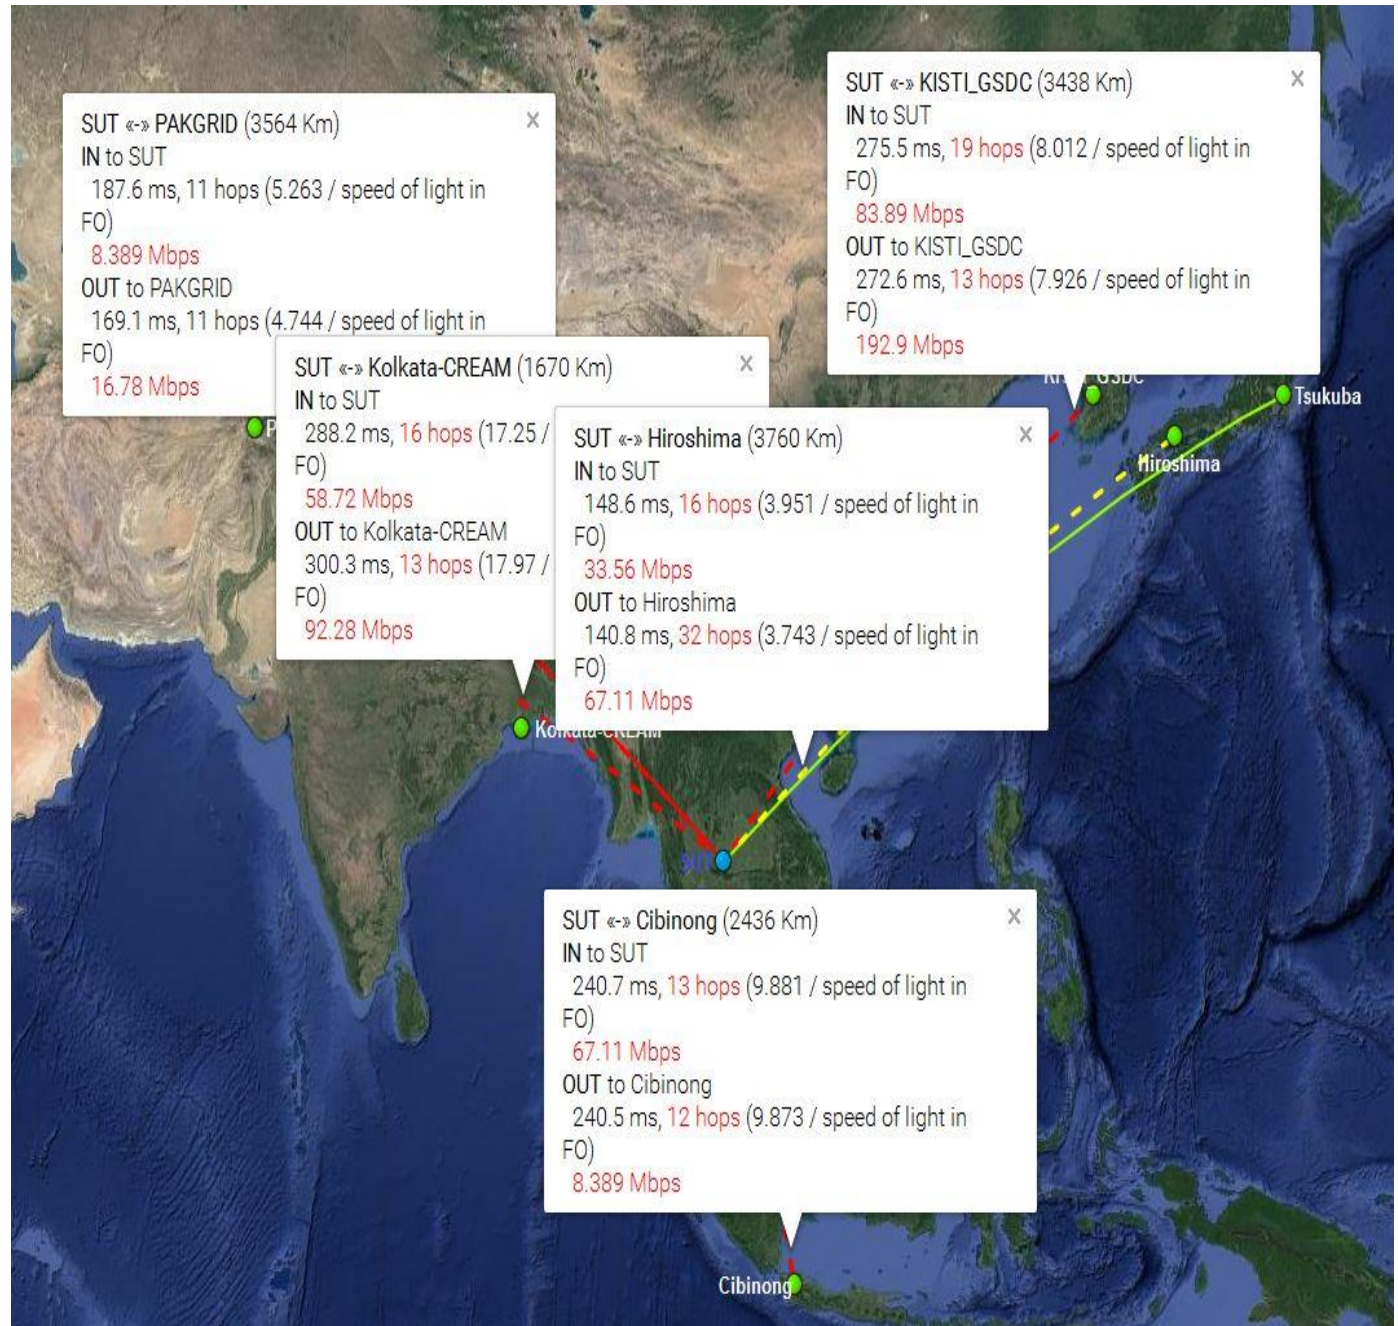 SUT «-» PAKGRID (3564 Km)
×
IN to SUT
187.6 ms, 11 hops (5.263 / speed of light in
FO)
8.389 Mbps
OUT to PAKGRID
169.1 ms, 11 hops (4.744 / speed of light in
FO)
16.78 Mbps
SUT «-» KISTI_GSDC (3438 Km)
×
IN to SUT
275.5 ms, 19 hops (8.012 / speed of light in
FO)
83.89 Mbps
OUT to KISTI_GSDC
272.6 ms, 13 hops (7.926 / speed of light in
FO)
192.9 Mbps
SUT «-» Kolkata-CREAM (1670 Km)
×
IN to SUT
288.2 ms, 16 hops (17.25 /
FO)
58.72 Mbps
OUT to Kolkata-CREAM
300.3 ms, 13 hops (17.97 /
FO)
92.28 Mbps
SUT «-» Hiroshima (3760 Km)
×
IN to SUT
148.6 ms, 16 hops (3.951 / speed of light in
FO)
33.56 Mbps
OUT to Hiroshima
140.8 ms, 32 hops (3.743 / speed of light in
FO)
67.11 Mbps
KISTI_GSDC
Tsukuba
Hiroshima
P
Kolkata-CREAM
SUT
SUT «-» Cibinong (2436 Km)
×
IN to SUT
240.7 ms, 13 hops (9.881 / speed of light in
FO)
67.11 Mbps
OUT to Cibinong
240.5 ms, 12 hops (9.873 / speed of light in
FO)
8.389 Mbps
Cibinong